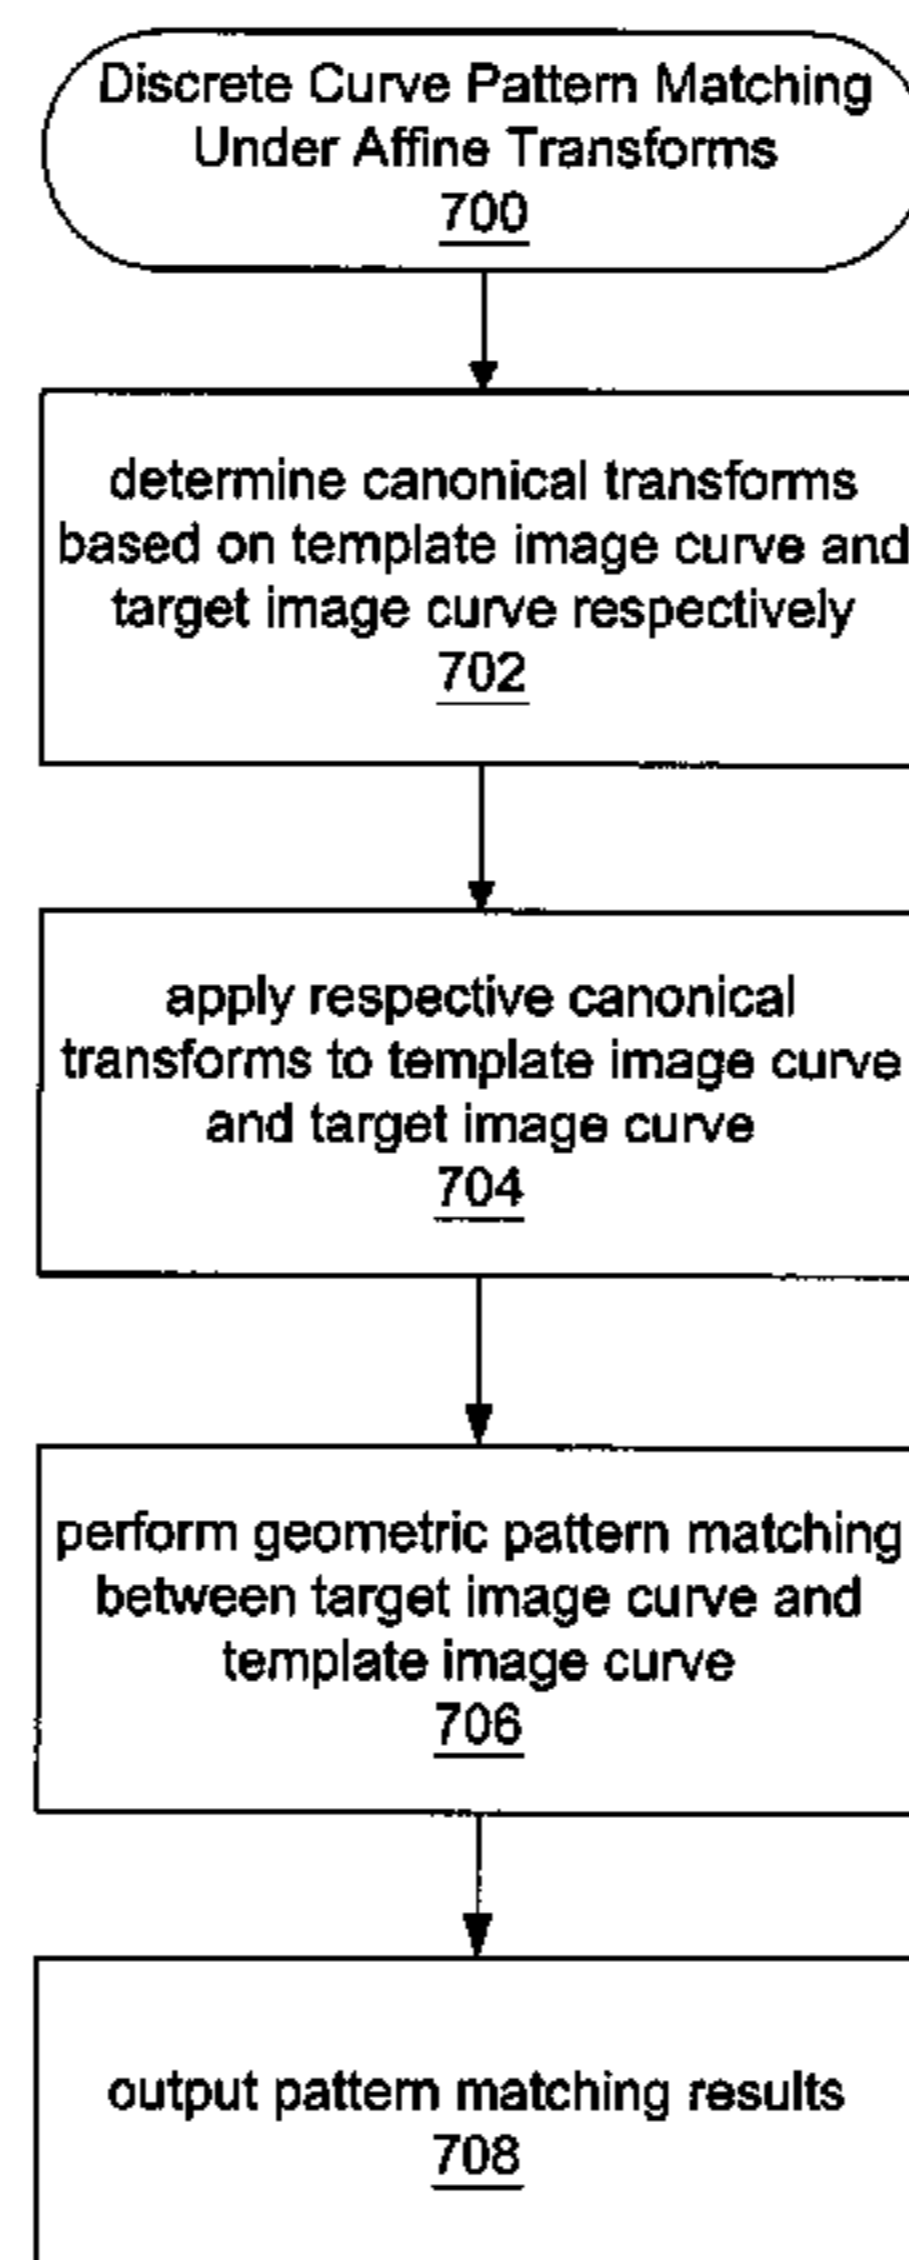 Discrete Curve Pattern Matching
Under Affine Transforms
700
determine canonical transforms
based on template image curve and
target image curve respectively
702
apply respective canonical
transforms to template image curve
and target image curve
704
perform geometric pattern matching
between target image curve and
template image curve
706
output pattern matching results
708